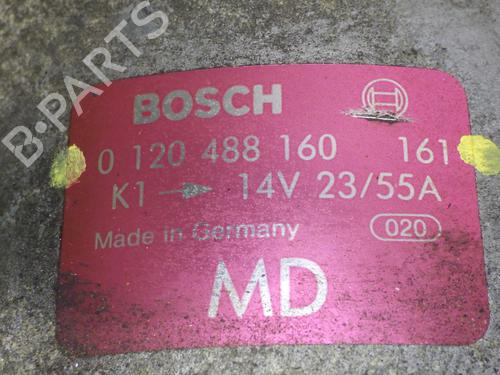 B-PARTS
BOSCH
0 120 488 160 161
K1 → 14V 23/55A
Made in Germany 020
MD